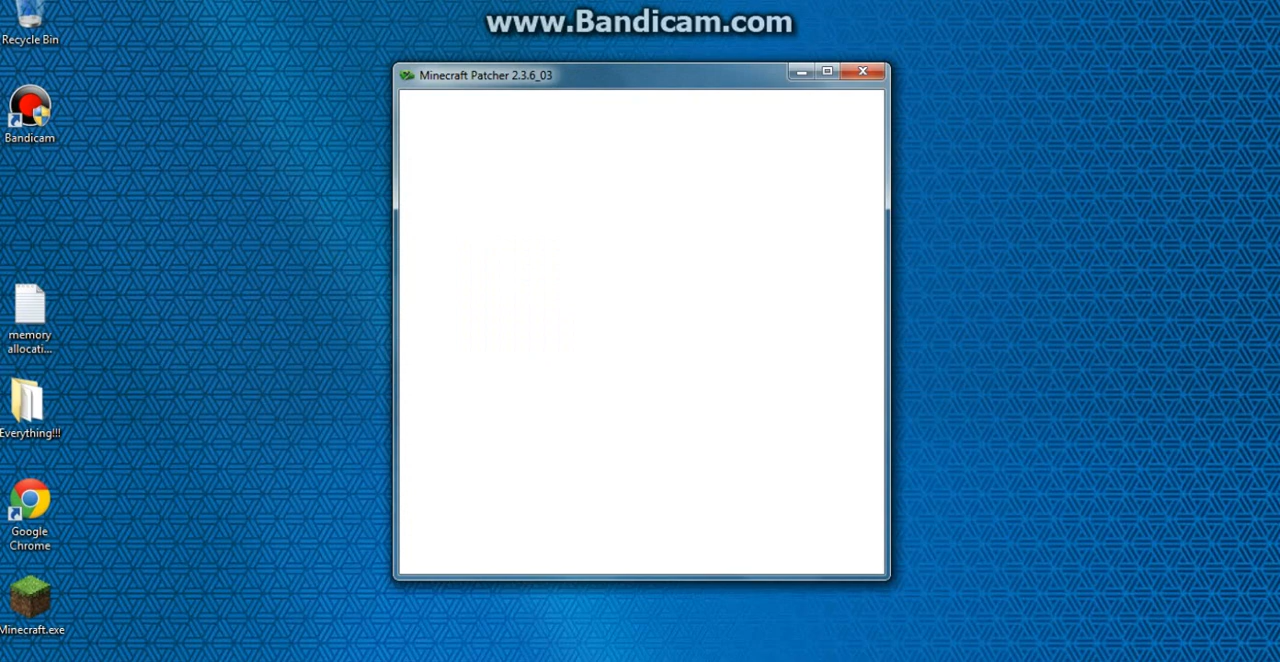 www.Bandicam.com
Recycle Bin
Minecraft Patcher 2.3.6_03
Bandicam
memory
allocati...
Everything!!!
Google
Chrome
Minecraft.exe